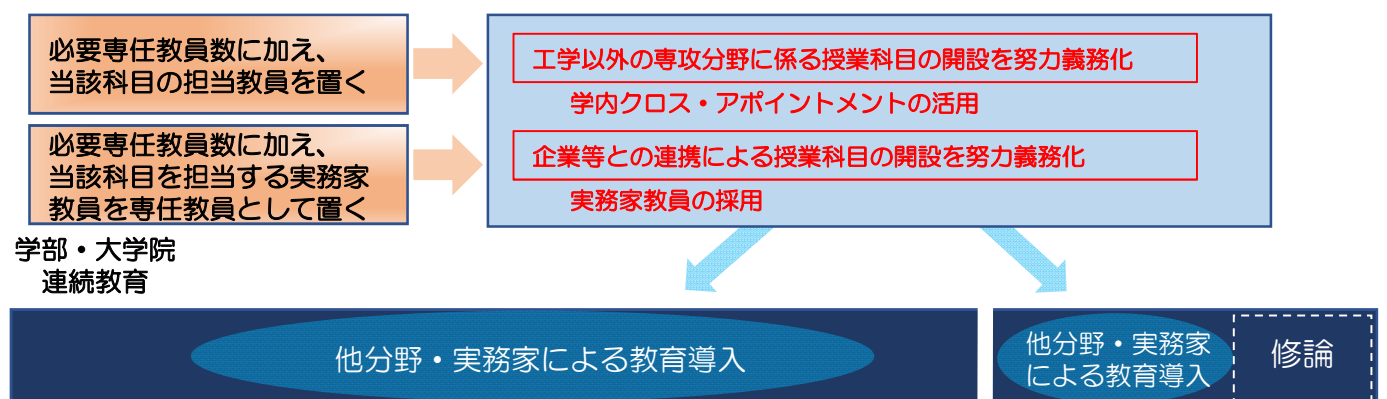 必要専任教員数に加え、
当該科目の担当教員を置く
工学以外の専攻分野に係る授業科目の開設を努力義務化
学内クロス・アポイントメントの活用
必要専任教員数に加え、
当該科目を担当する実務家
教員を専任教員として置く
企業等との連携による授業科目の開設を努力義務化
実務家教員の採用
学部・大学院
連続教育
他分野・実務家による教育導入
他分野・実務家
による教育導入
修論